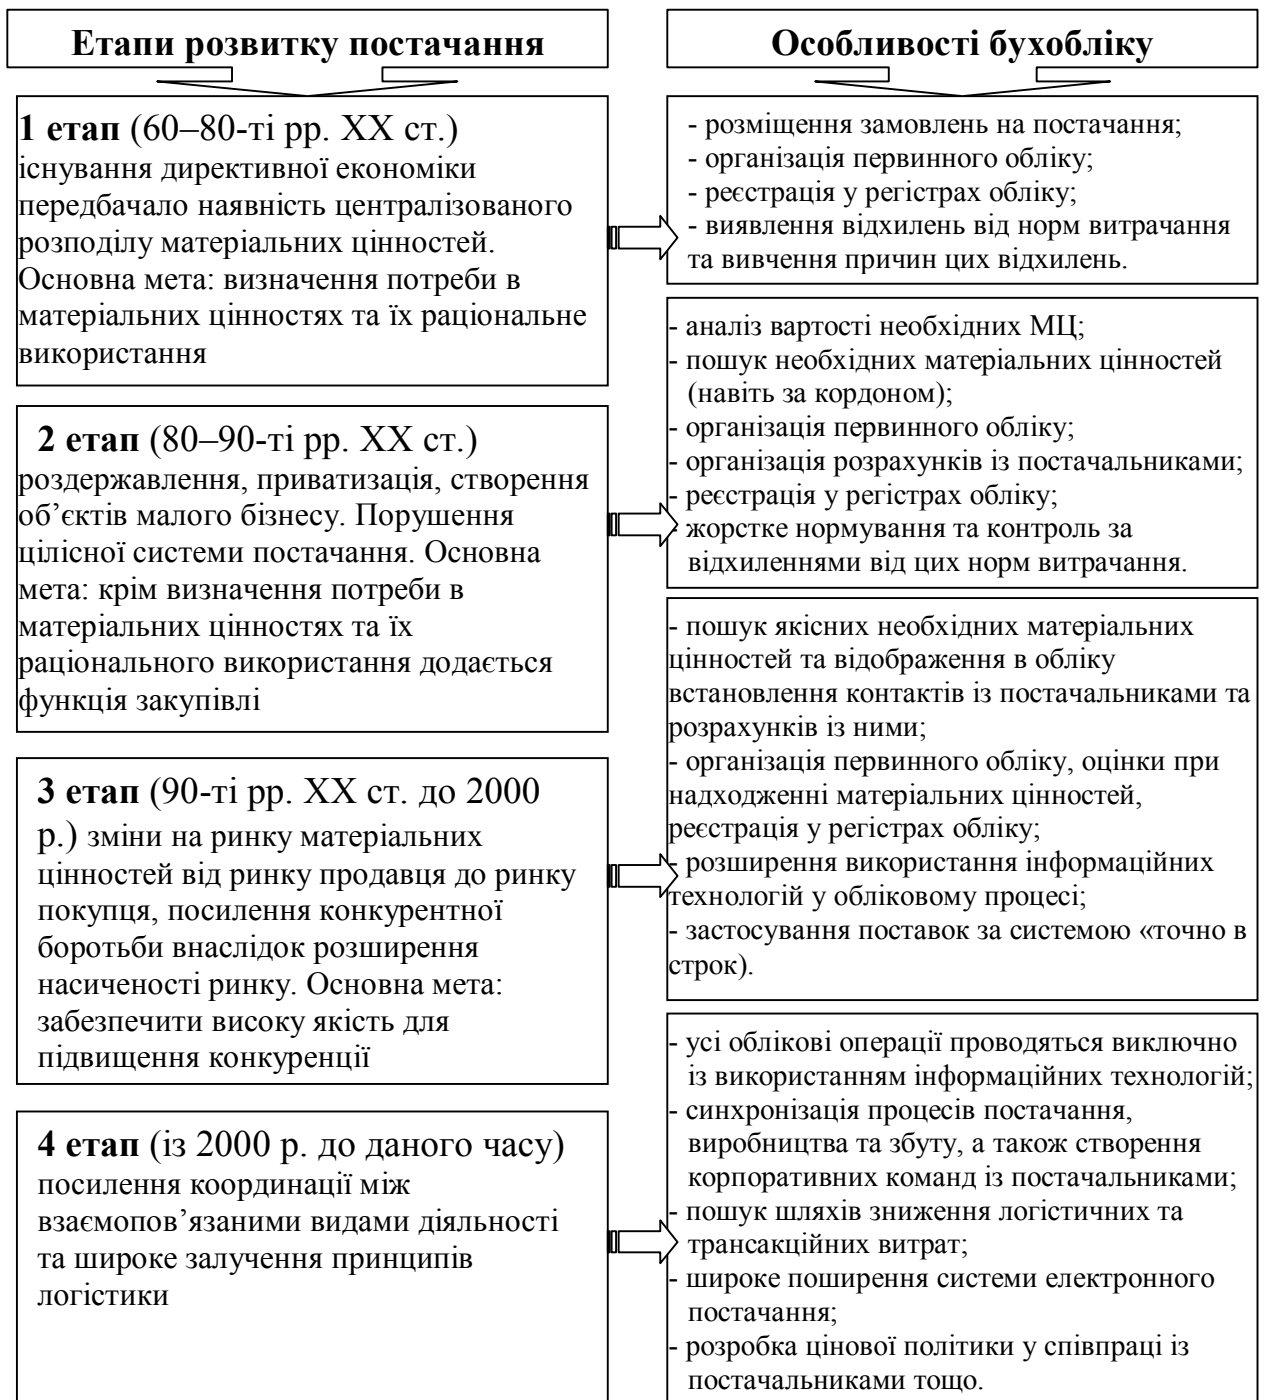 Етапи розвитку постачання
Особливості бухобліку
1 етап (60–80-ті рр. ХХ ст.)
існування директивної економіки
передбачало наявність централізованого
розподілу матеріальних цінностей.
Основна мета: визначення потреби в
матеріальних цінностях та їх раціональне
використання
- розміщення замовлень на постачання;
- організація первинного обліку;
- реєстрація у регістрах обліку;
- виявлення відхилень від норм витрачання
та вивчення причин цих відхилень.
2 етап (80–90-ті рр. ХХ ст.)
роздержавлення, приватизація, створення
об’єктів малого бізнесу. Порушення
цілісної системи постачання. Основна
мета: крім визначення потреби в
матеріальних цінностях та їх
раціонального використання додається
функція закупівлі
- аналіз вартості необхідних МЦ;
- пошук необхідних матеріальних цінностей
(навіть за кордоном);
- організація первинного обліку;
- організація розрахунків із постачальниками;
- реєстрація у регістрах обліку;
- жорстке нормування та контроль за
відхиленнями від цих норм витрачання.
3 етап (90-ті рр. ХХ ст. до 2000
р.) зміни на ринку матеріальних
цінностей від ринку продавця до ринку
покупця, посилення конкурентної
боротьби внаслідок розширення
насиченості ринку. Основна мета:
забезпечити високу якість для
підвищення конкуренції
- пошук якісних необхідних матеріальних
цінностей та відображення в обліку
встановлення контактів із постачальниками та
розрахунків із ними;
- організація первинного обліку, оцінки при
надходженні матеріальних цінностей,
реєстрація у регістрах обліку;
- розширення використання інформаційних
технологій у обліковому процесі;
- застосування поставок за системою «точно в
строк).
4 етап (із 2000 р. до даного часу)
посилення координації між
взаємопов’язаними видами діяльності
та широке залучення принципів
логістики
- усі облікові операції проводяться виключно
із використанням інформаційних технологій;
- синхронізація процесів постачання,
виробництва та збуту, а також створення
корпоративних команд із постачальниками;
- пошук шляхів зниження логістичних та
трансакційних витрат;
- широке поширення системи електронного
постачання;
- розробка цінової політики у співпраці із
постачальниками тощо.